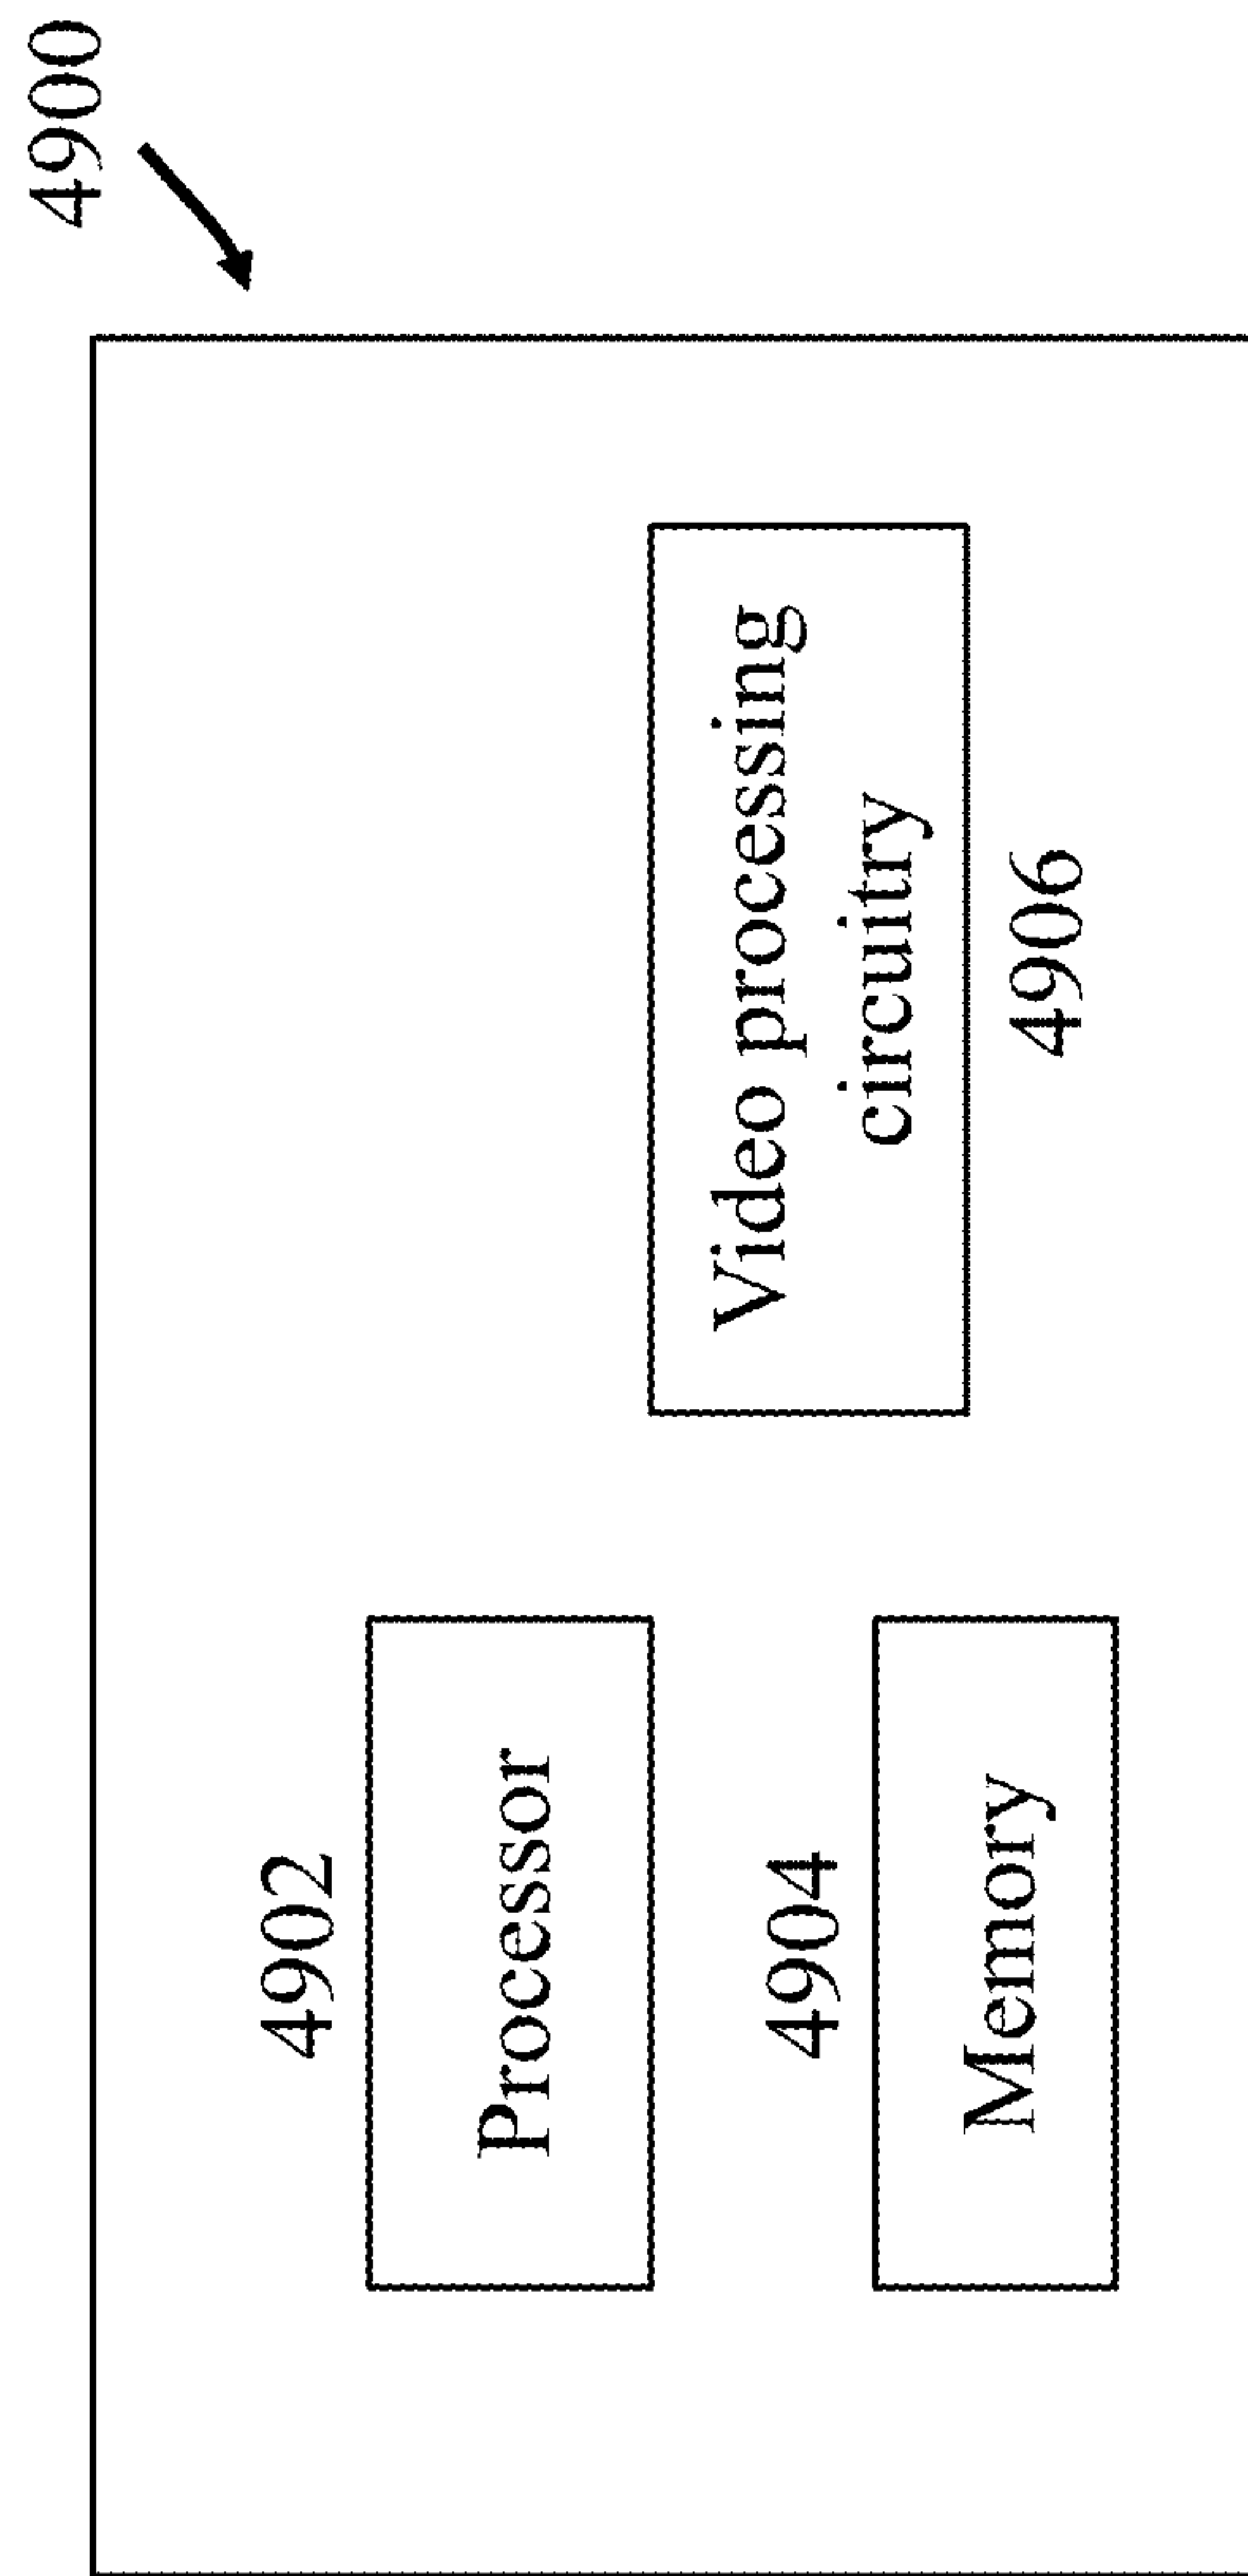 4900
4902
Processor
4904
Memory
Video processing
circuitry
4906